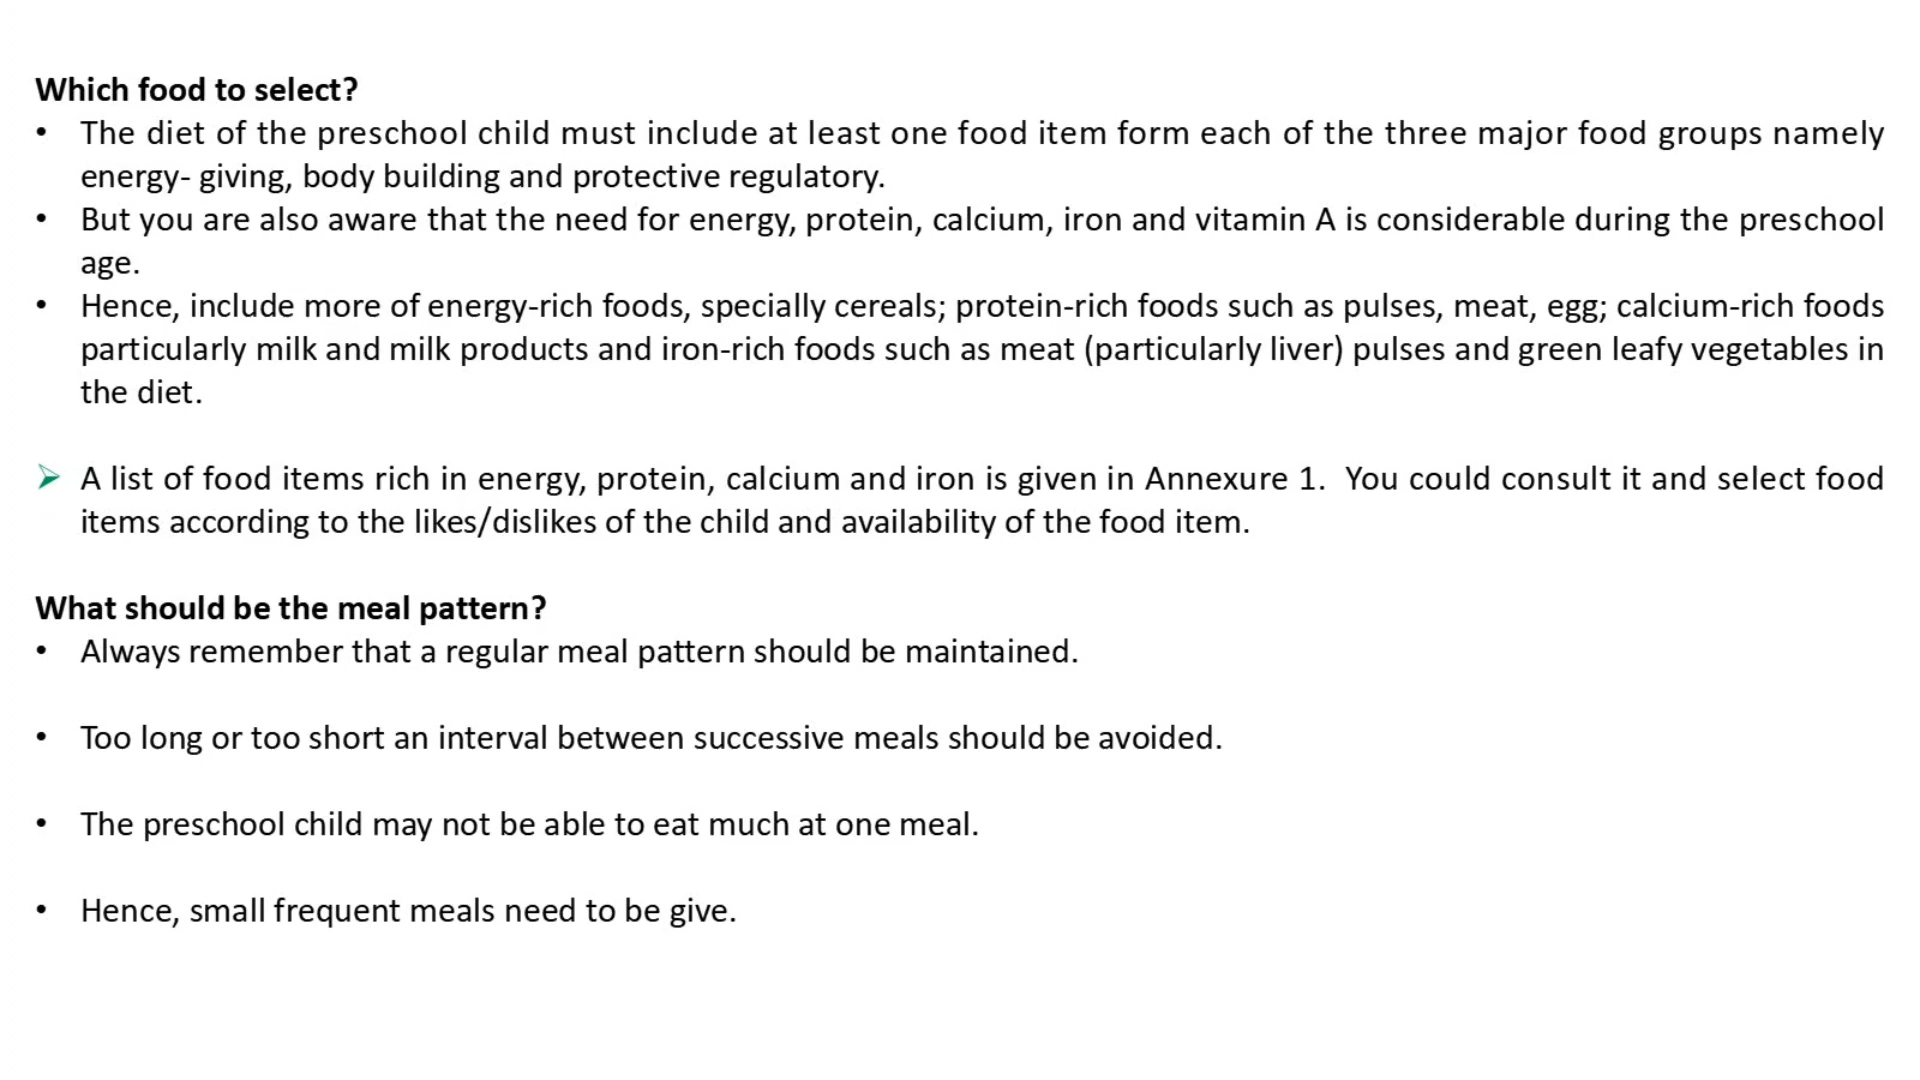 Which food to select?
• The diet of the preschool child must include at least one food item form each of the three major food groups namely
energy- giving, body building and protective regulatory.
• But you are also aware that the need for energy, protein, calcium, iron and vitamin A is considerable during the preschool
age.
• Hence, include more of energy-rich foods, specially cereals; protein-rich foods such as pulses, meat, egg; calcium-rich foods
particularly milk and milk products and iron-rich foods such as meat (particularly liver) pulses and green leafy vegetables in
the diet.
➢ A list of food items rich in energy, protein, calcium and iron is given in Annexure 1.  You could consult it and select food
items according to the likes/dislikes of the child and availability of the food item.
What should be the meal pattern?
• Always remember that a regular meal pattern should be maintained.
• Too long or too short an interval between successive meals should be avoided.
• The preschool child may not be able to eat much at one meal.
• Hence, small frequent meals need to be give.